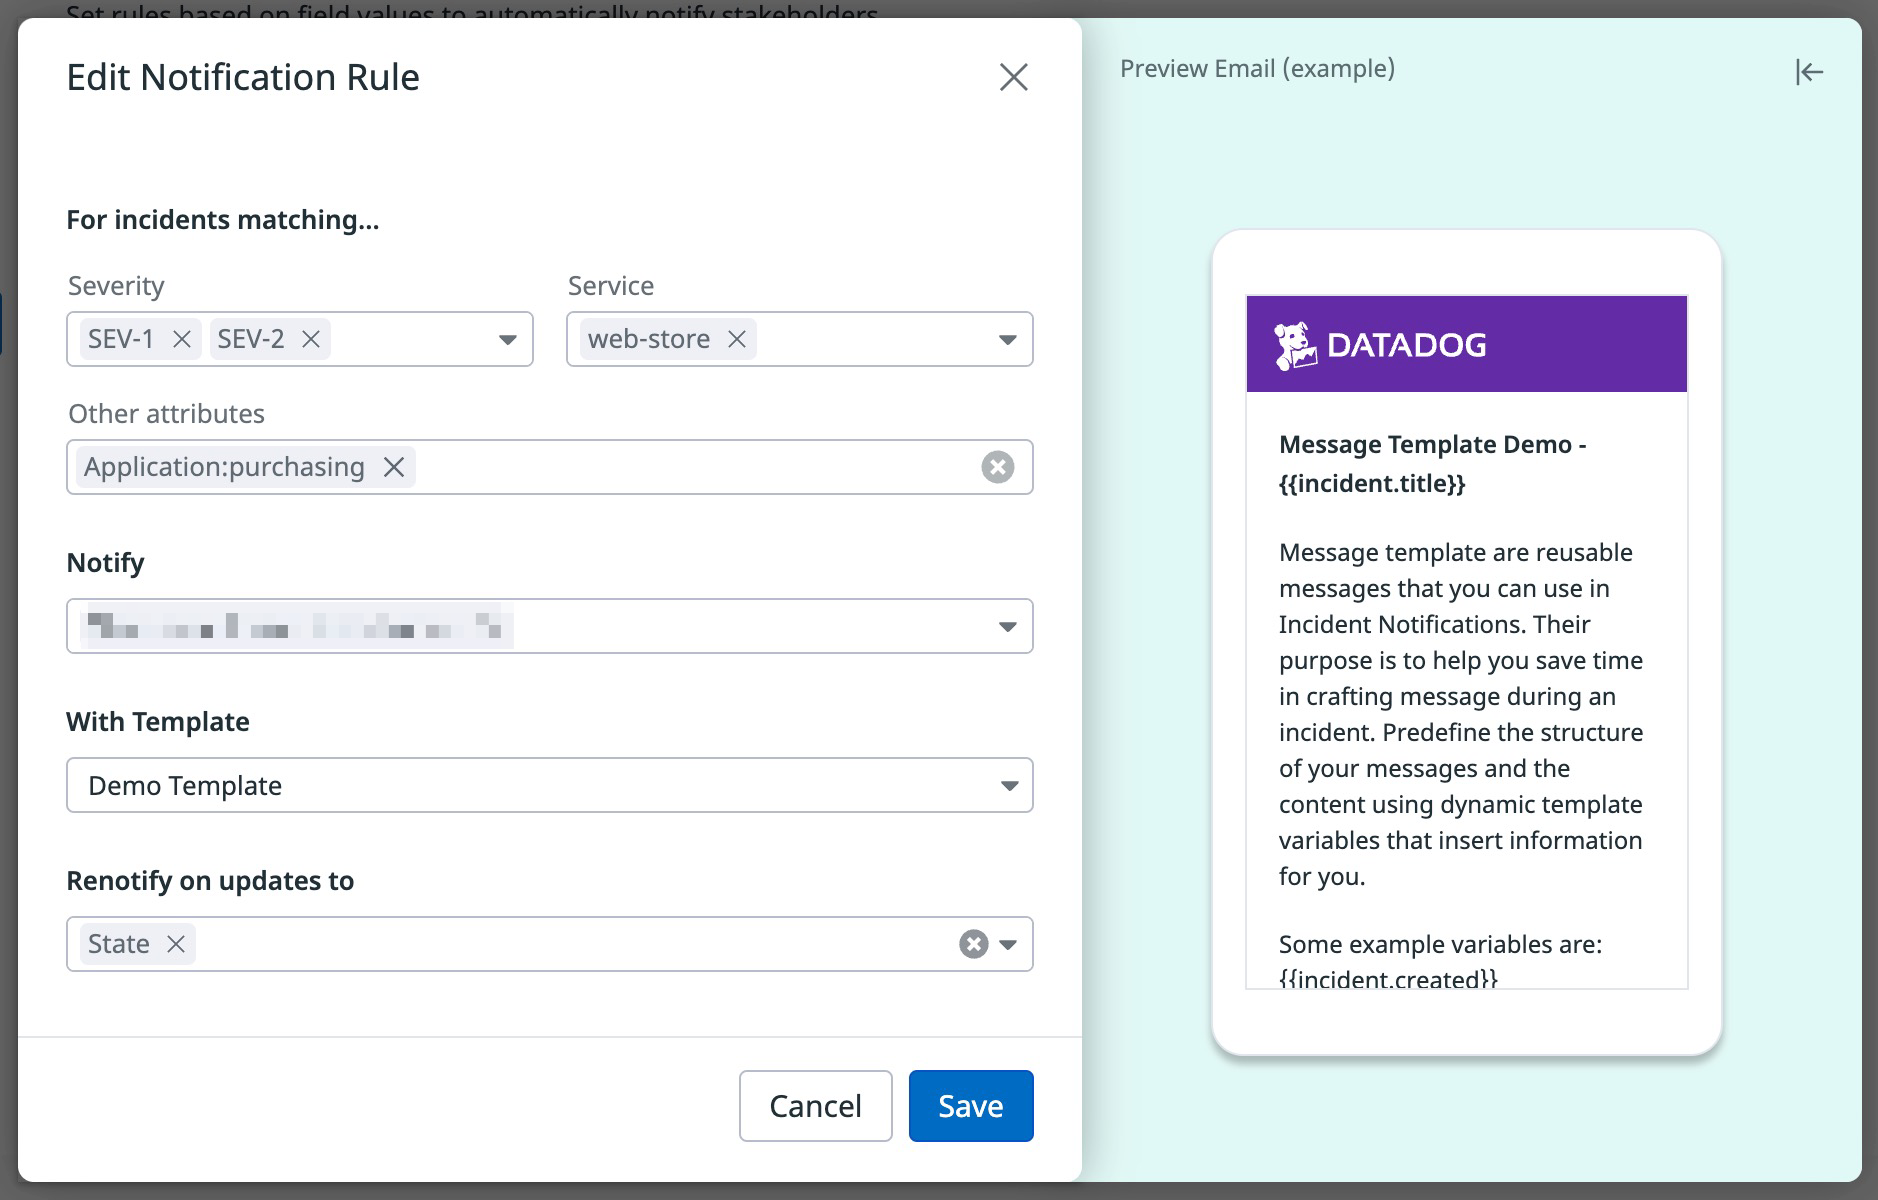 Set rules based on field values to automatically notify stakeholders
Edit Notification Rule
For incidents matching...
Severity
Service
SEV-1 SEV-2
web-store
Other attributes
Application:purchasing
Notify
With Template
Demo Template
Renotify on updates to
State
Cancel
Save
Preview Email (example)
DATADOG
Message Template Demo -
{{incident.title}}
Message template are reusable
messages that you can use in
Incident Notifications. Their
purpose is to help you save time
in crafting message during an
incident. Predefine the structure
of your messages and the
content using dynamic template
variables that insert information
for you.
Some example variables are:
{{incident.created}}